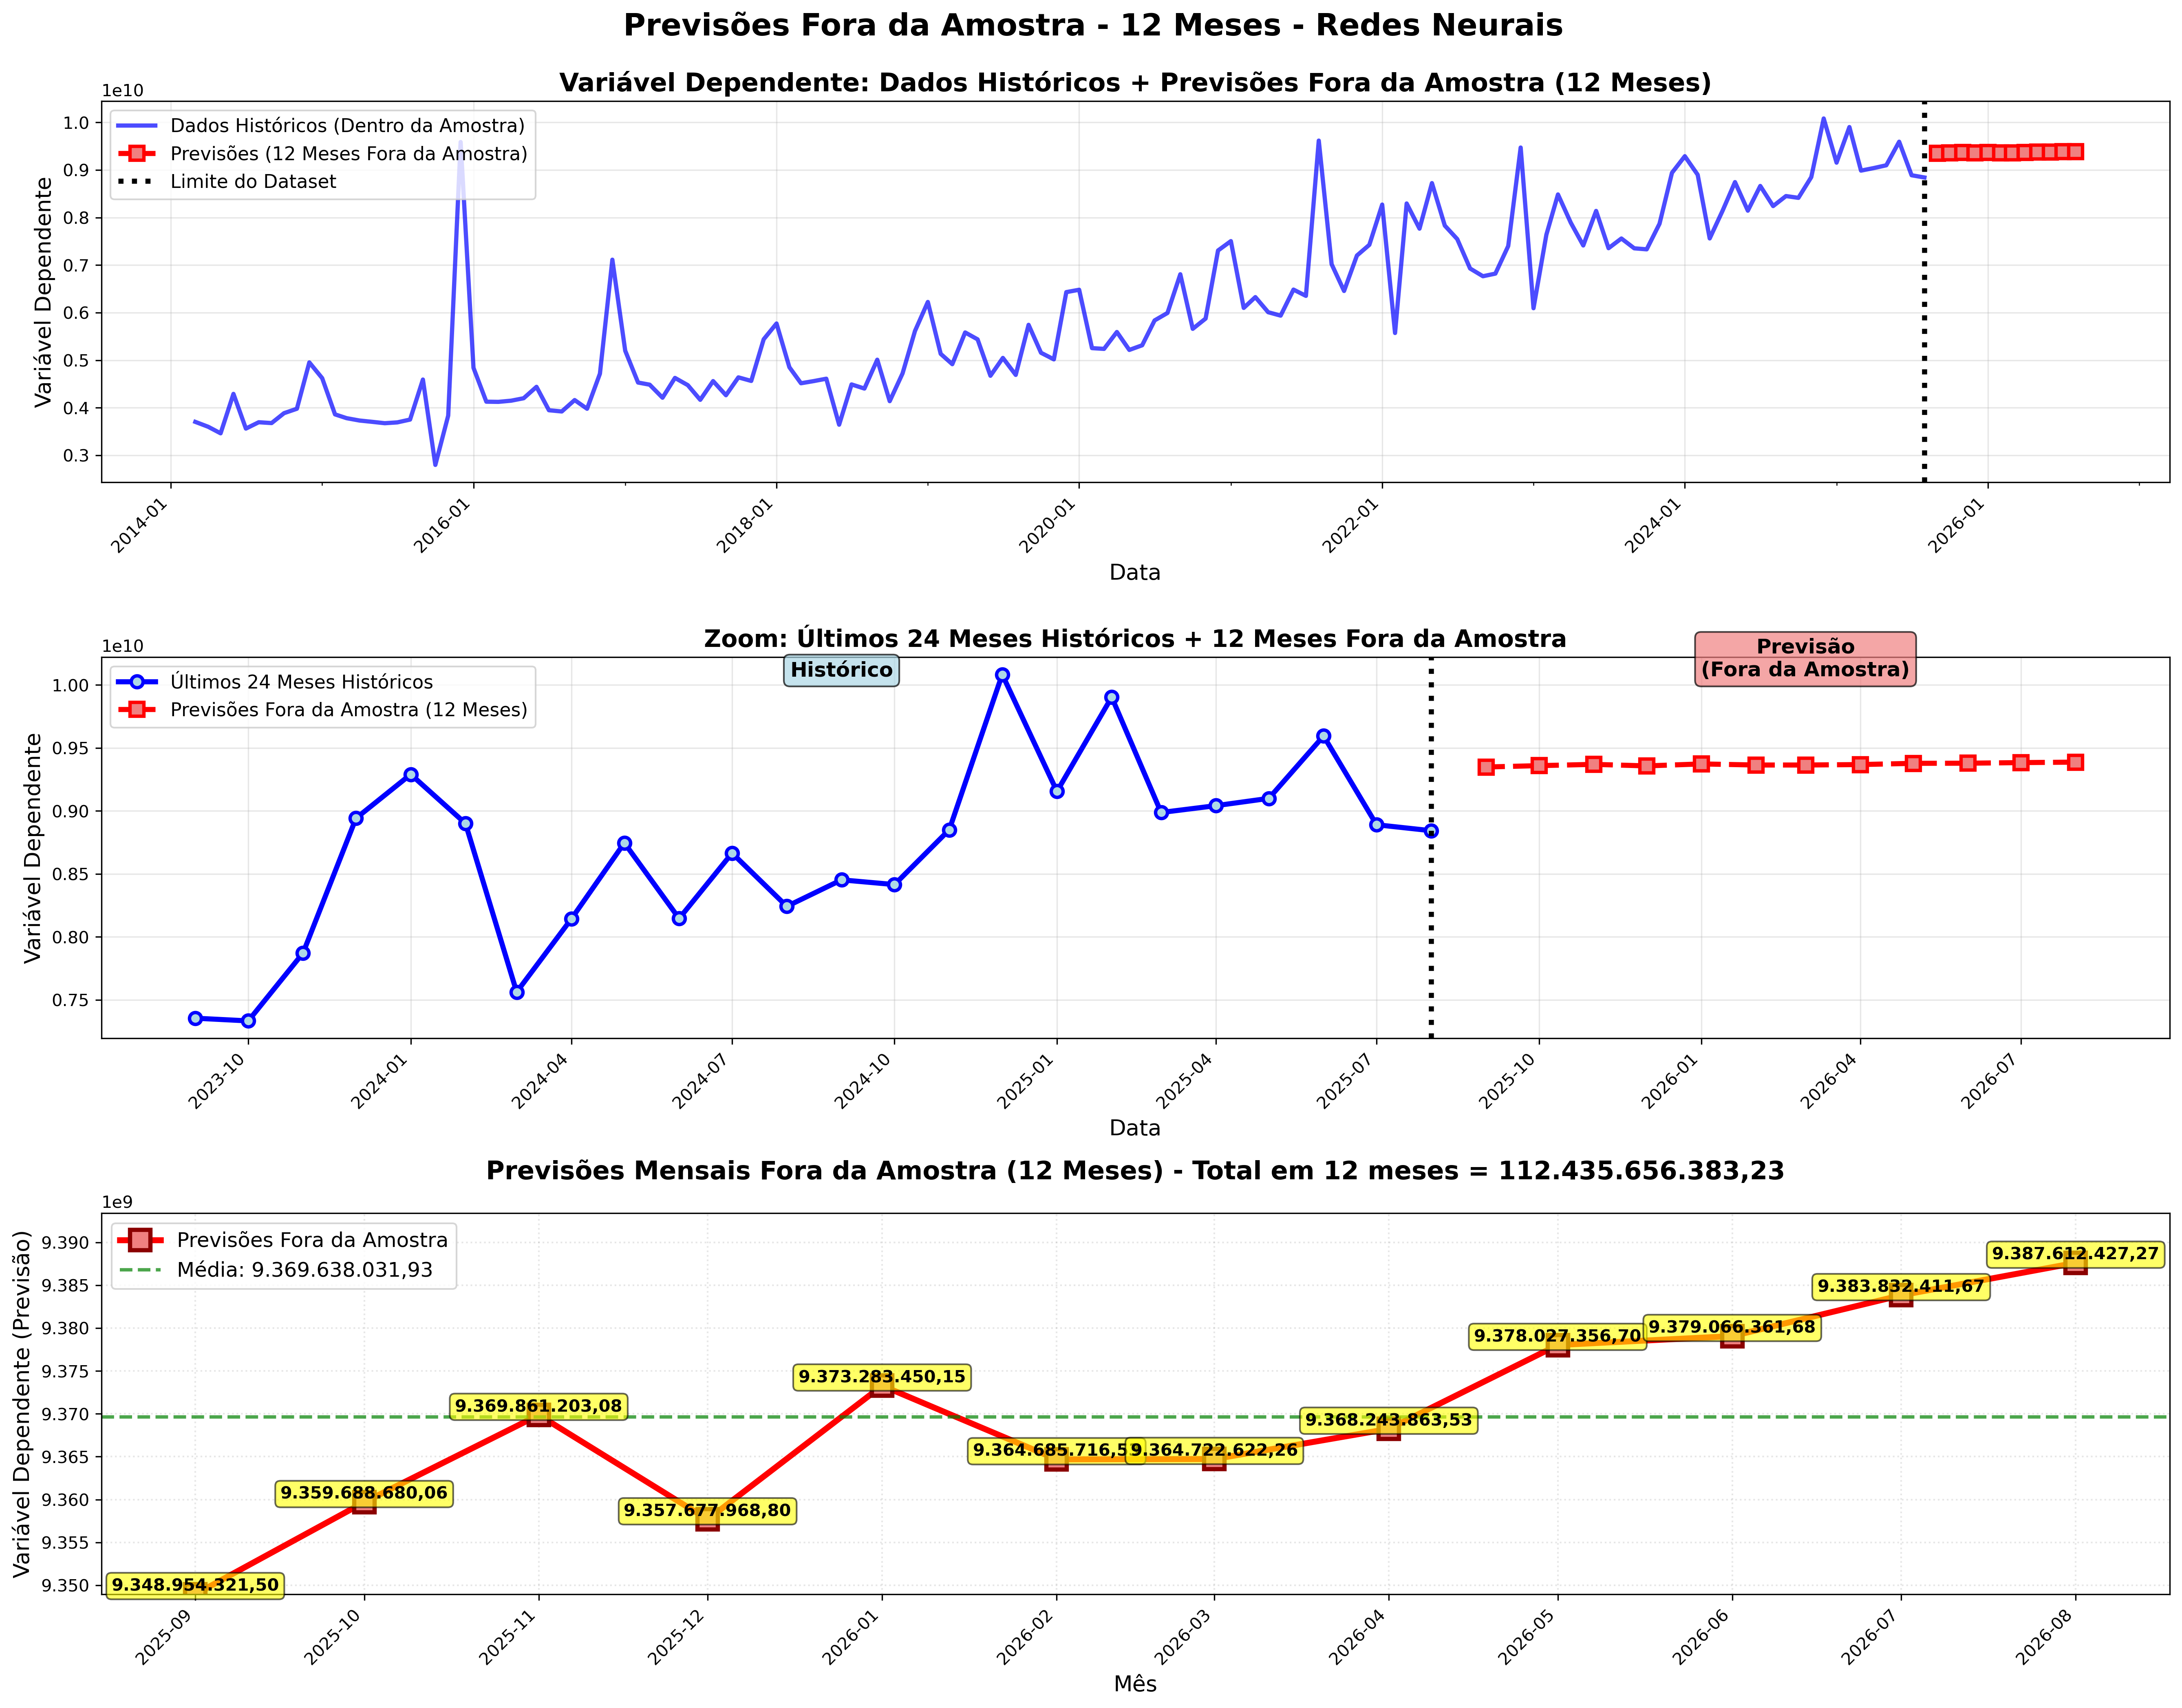 Previsões Fora da Amostra - 12 Meses - Redes Neurais
Variável Dependente: Dados Históricos + Previsões Fora da Amostra (12 Meses)
1e10
Dados Históricos (Dentro da Amostra)
Previsões (12 Meses Fora da Amostra)
Limite do Dataset
Variável Dependente
1.0
0.9
0.8
0.7
0.6
0.5
0.4
0.3
2014-01
2016-01
2018-01
2020-01
2022-01
2024-01
2026-01
Data
Zoom: Últimos 24 Meses Históricos + 12 Meses Fora da Amostra
1e10
Últimos 24 Meses Históricos
Previsões Fora da Amostra (12 Meses)
Histórico
Previsão
(Fora da Amostra)
Variável Dependente
1.00
0.95
0.90
0.85
0.80
0.75
2023-10
2024-01
2024-04
2024-07
2024-10
2025-01
2025-04
2025-07
2025-10
2026-01
2026-04
2026-07
Data
Previsões Mensais Fora da Amostra (12 Meses) - Total em 12 meses = 112.435.656.383,23
1e9
Previsões Fora da Amostra
Média: 9.369.638.031,93
Variável Dependente (Previsão)
9.390
9.385
9.380
9.375
9.370
9.365
9.360
9.355
9.350
9.348.954.321,50
9.359.688.680,06
9.369.861.203,08
9.357.677.968,80
9.373.283.450,15
9.364.722.622,26
9.368.243.863,53
9.378.027.356,70
9.379.066.361,68
9.383.832.411,67
9.387.612.427,27
2025-09
2025-10
2025-11
2025-12
2026-01
2026-02
2026-03
2026-04
2026-05
2026-06
2026-07
2026-08
Mês